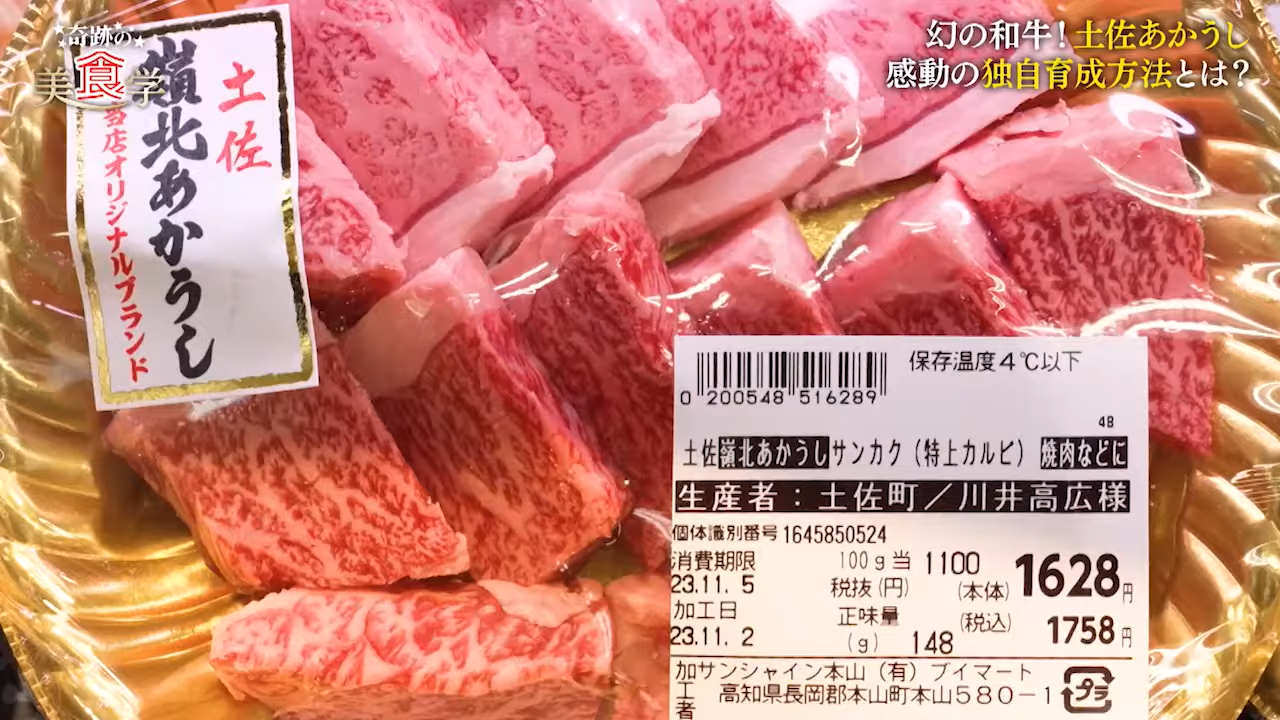 奇跡の
美食学
幻の和牛！土佐あかうし
感動の独自育成方法とは？
土佐
嶺北あかうし
当店オリジナルブランド
保存温度4℃以下
0 200548 516289
48
土佐嶺北あかうしサンカク（特上カルビ） 焼肉などに
生産者：土佐町／川井高広様
個体識別番号 1645850524
消費期限 100g当 1100
23.11. 5 税抜(円) (本体) 1628円
加工日 正味量 (税込) 1758円
23.11. 2 (g) 148
加工者 サンシャイン本山（有）ブイマート
高知県長岡郡本山町本山580－1
プラ